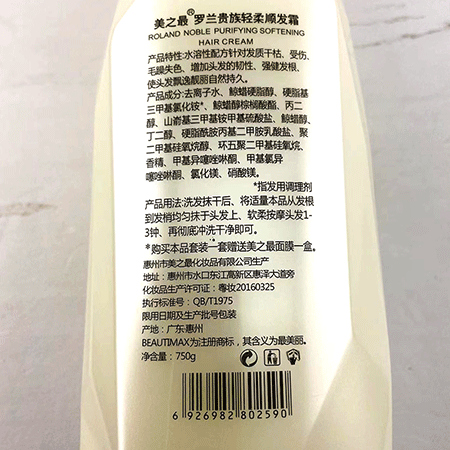 美之最® 罗兰贵族轻柔顺发霜
ROLAND NOBLE PURIFYING SOFTENING
HAIR CREAM
产品特性:水溶性配方针对发质干枯、受伤、
毛躁失色、增加头发的韧性、强健发根、
使头发飘逸靓丽自然持久。
产品成分:去离子水、鲸蜡硬脂醇、硬脂基
三甲基氯化铵*、鲸蜡醇棕榈酸酯、丙二
醇、山嵛基三甲基铵甲基硫酸盐、鲸蜡醇、
丁二醇、硬脂酰胺丙基二甲胺乳酸盐、聚
二甲基硅氧烷醇、环五聚二甲基硅氧烷、
香精、甲基异噻唑啉酮、甲基氯异
噻唑啉酮、氯化镁、硝酸镁。
*指发用调理剂
产品用法:洗发抹干后、将适量本品从发根
到发梢均匀抹于头发上、软柔按摩头发1-
3钟、再彻底冲洗干净即可。
*购买本品套装一套赠送美之最面膜一盒。
惠州市美之最化妆品有限公司生产
地址：惠州市水口东江高新区惠泽大道旁
化妆品生产许可证：粤妆20160325
执行标准号：QB/T1975
限用日期及生产批号见包装
产地：广东·惠州
BEAUTIMAX为注册商标，其含义为最美丽。
净含量：750g
6 926982 802590